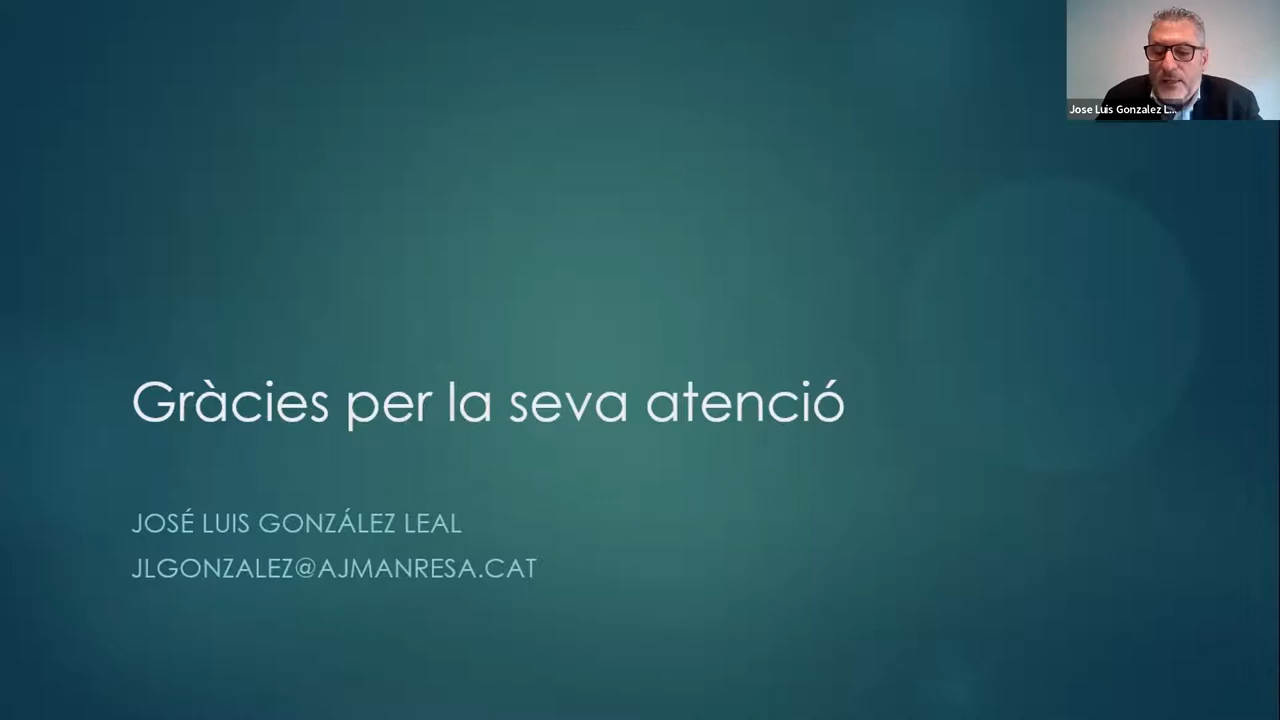 Jose Luis Gonzalez L...
Gràcies per la seva atenció
JOSÉ LUIS GONZÁLEZ LEAL
JLGONZALEZ@AJMANRESA.CAT